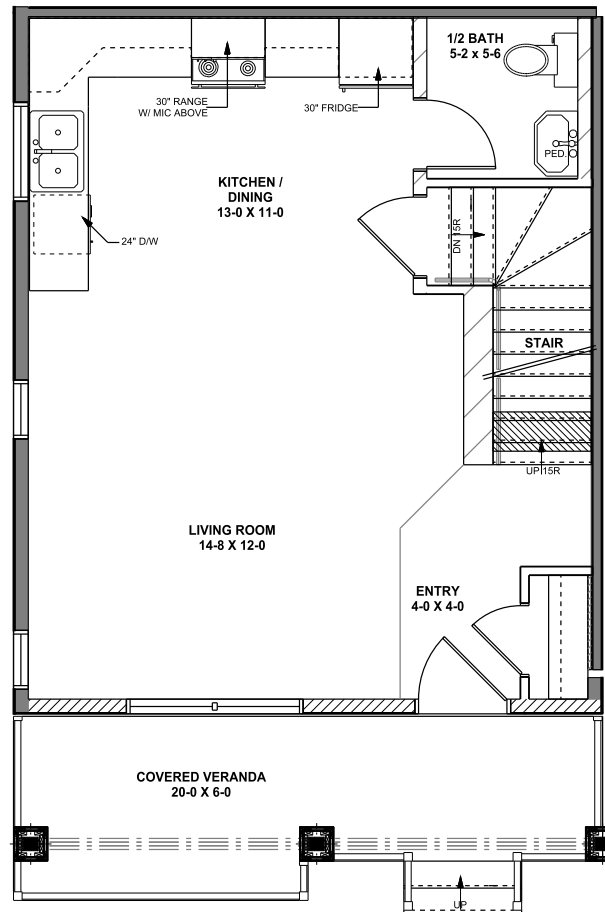 1/2 BATH
5-2 x 5-6
30" RANGE
W/ MIC ABOVE
30" FRIDGE
PED.
KITCHEN /
DINING
13-0 X 11-0
DN 15R
24" D/W
STAIR
UP 15R
LIVING ROOM
14-8 X 12-0
ENTRY
4-0 X 4-0
COVERED VERANDA
20-0 X 6-0
UP